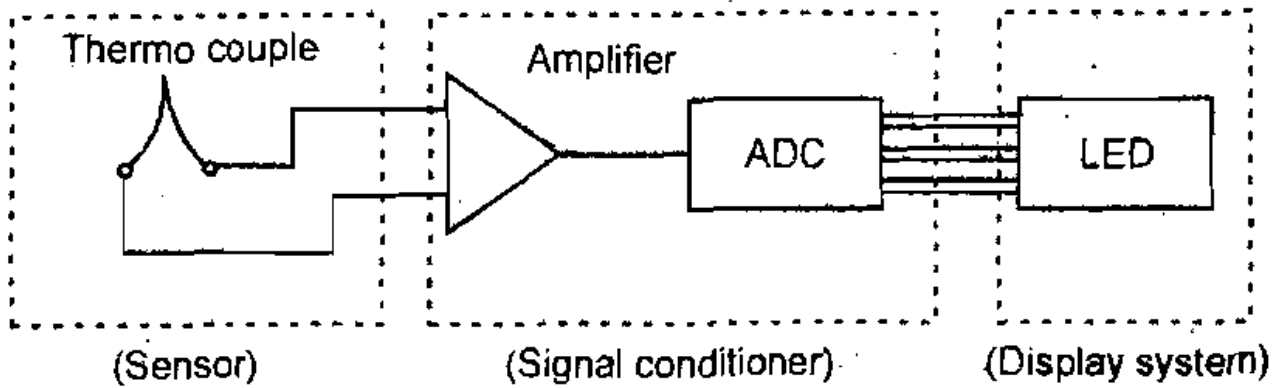 Thermo couple
Amplifier
ADC
LED
(Sensor)
(Signal conditioner)
(Display system)